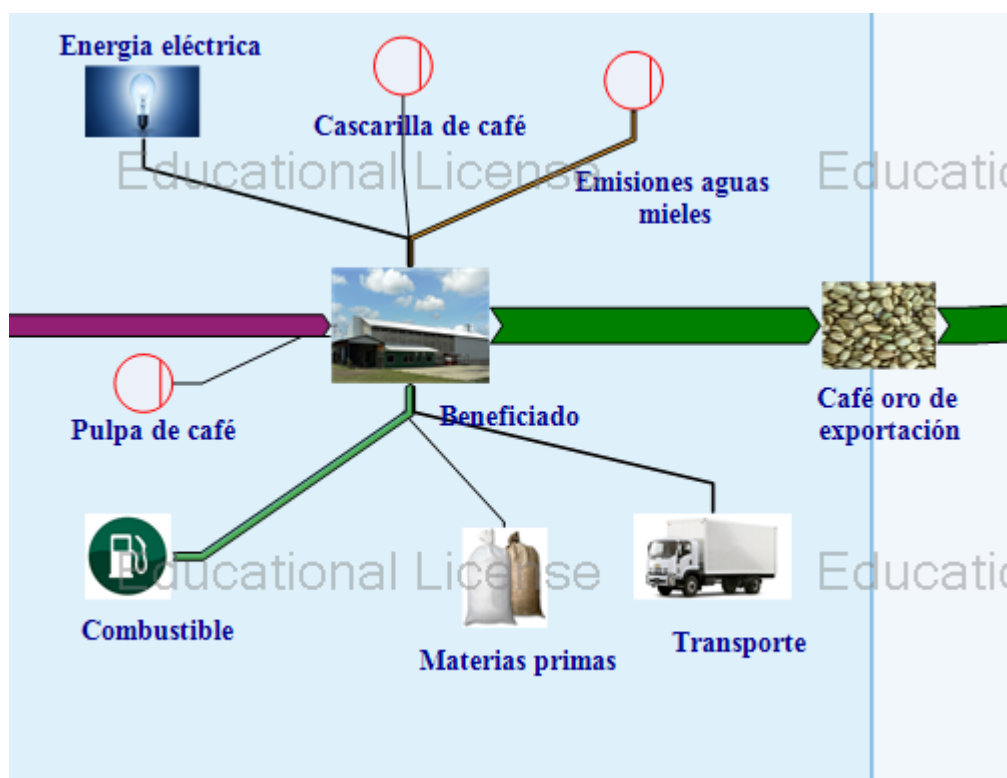 Energia eléctrica
Cascarilla de café
Educational License
Educatio
Emisiones aguas
mieles
Pulpa de café
Beneficiado
Café oro de
exportación
Educational License
Educatio
Combustible
Materias primas
Transporte